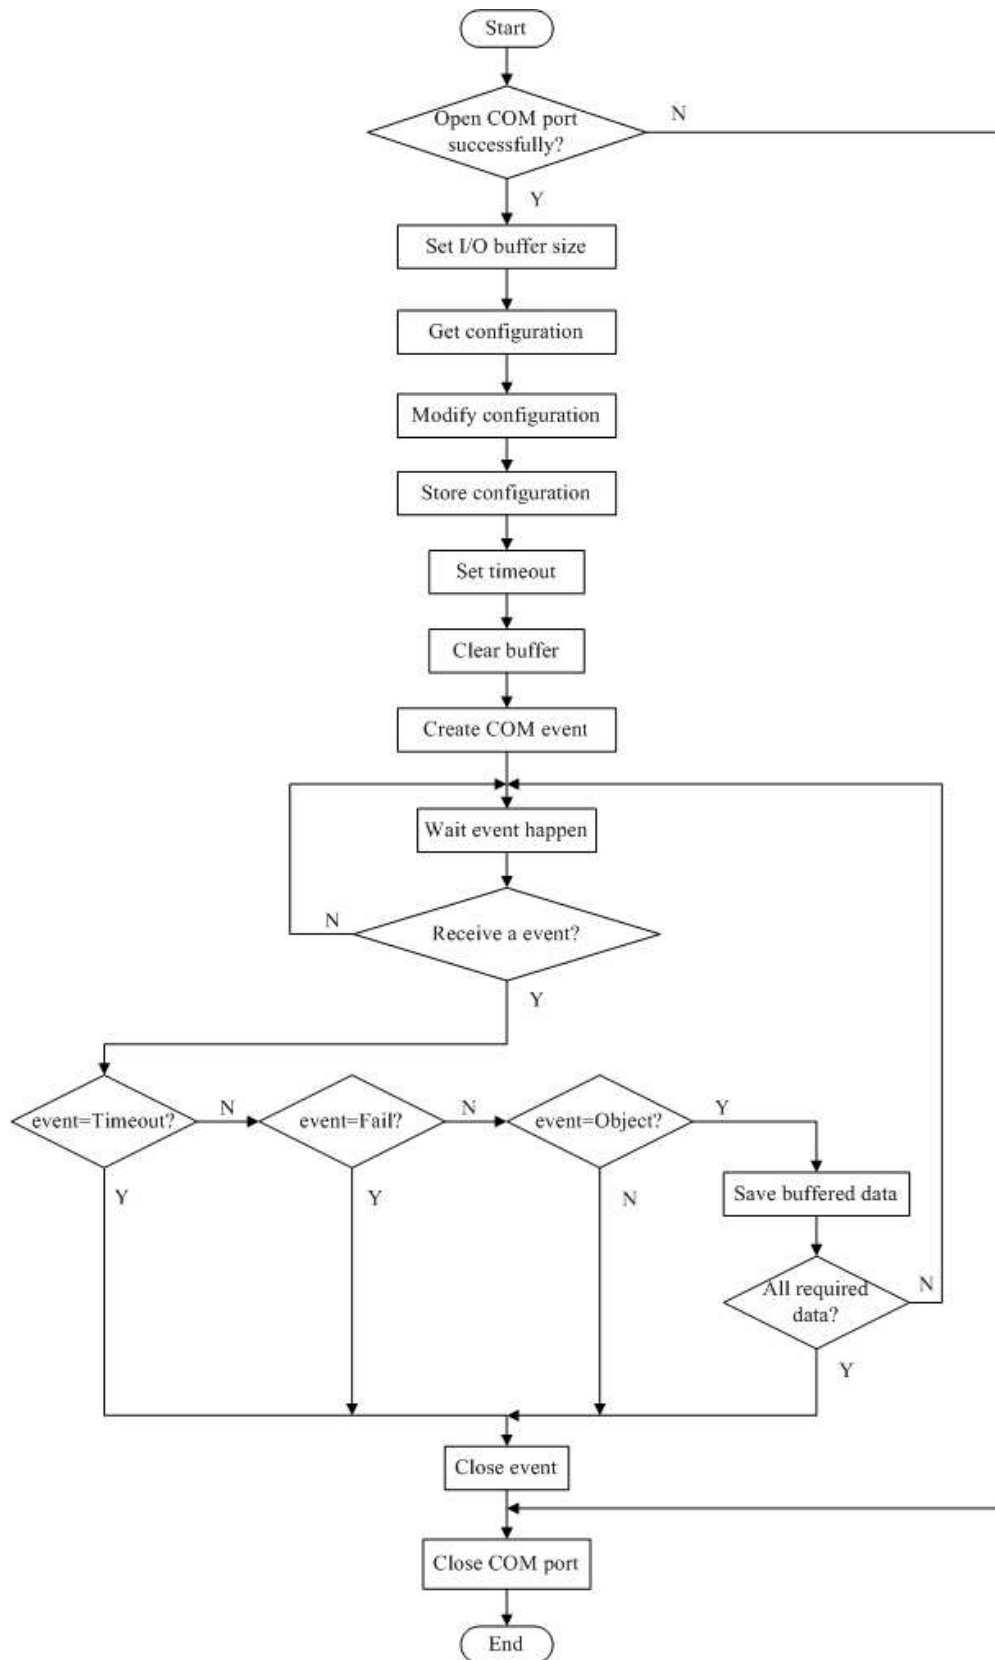 Start
Open COM port
successfully?
N
Y
Set I/O buffer size
Get configuration
Modify configuration
Store configuration
Set timeout
Clear buffer
Create COM event
Wait event happen
Receive a event?
N
Y
event=Timeout?
N
event=Fail?
N
event=Object?
Y
Y
Y
N
Save buffered data
All required
data?
N
Y
Close event
Close COM port
End